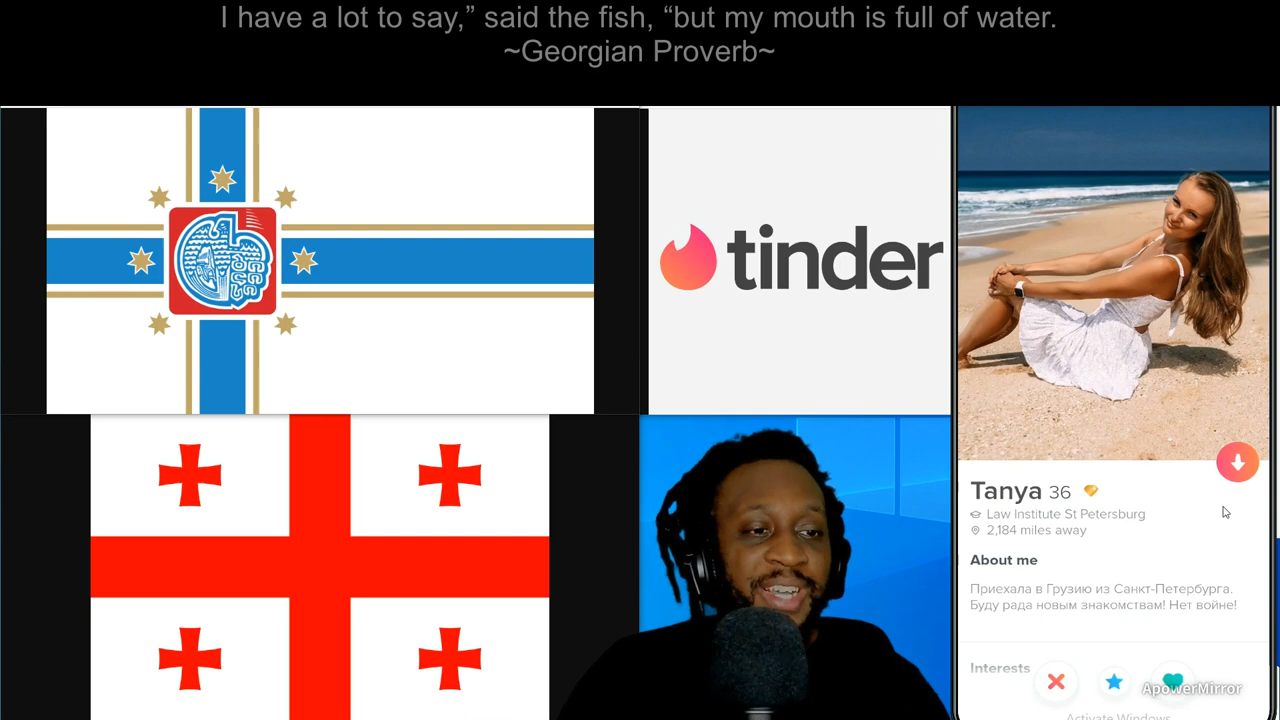 I have a lot to say,” said the fish, “but my mouth is full of water.
~Georgian Proverb~
tinder
Tanya 36
Law Institute St Petersburg
2,184 miles away
About me
Приехала в Грузию из Санкт-Петербурга.
Буду рада новым знакомствам! Нет войне!
Interests
ApowerMirror
Activate Windows